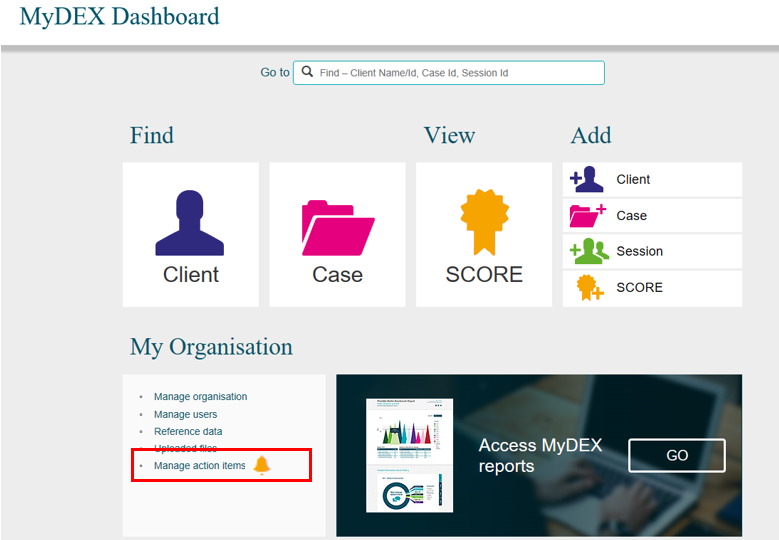 MyDEX Dashboard
Go to
Find – Client Name/Id, Case Id, Session Id
Find
View
Add
Client
Case
SCORE
Client
Case
Session
SCORE
My Organisation
Manage organisation
Manage users
Reference data
Uploaded files
Manage action items
Access MyDEX
reports
GO